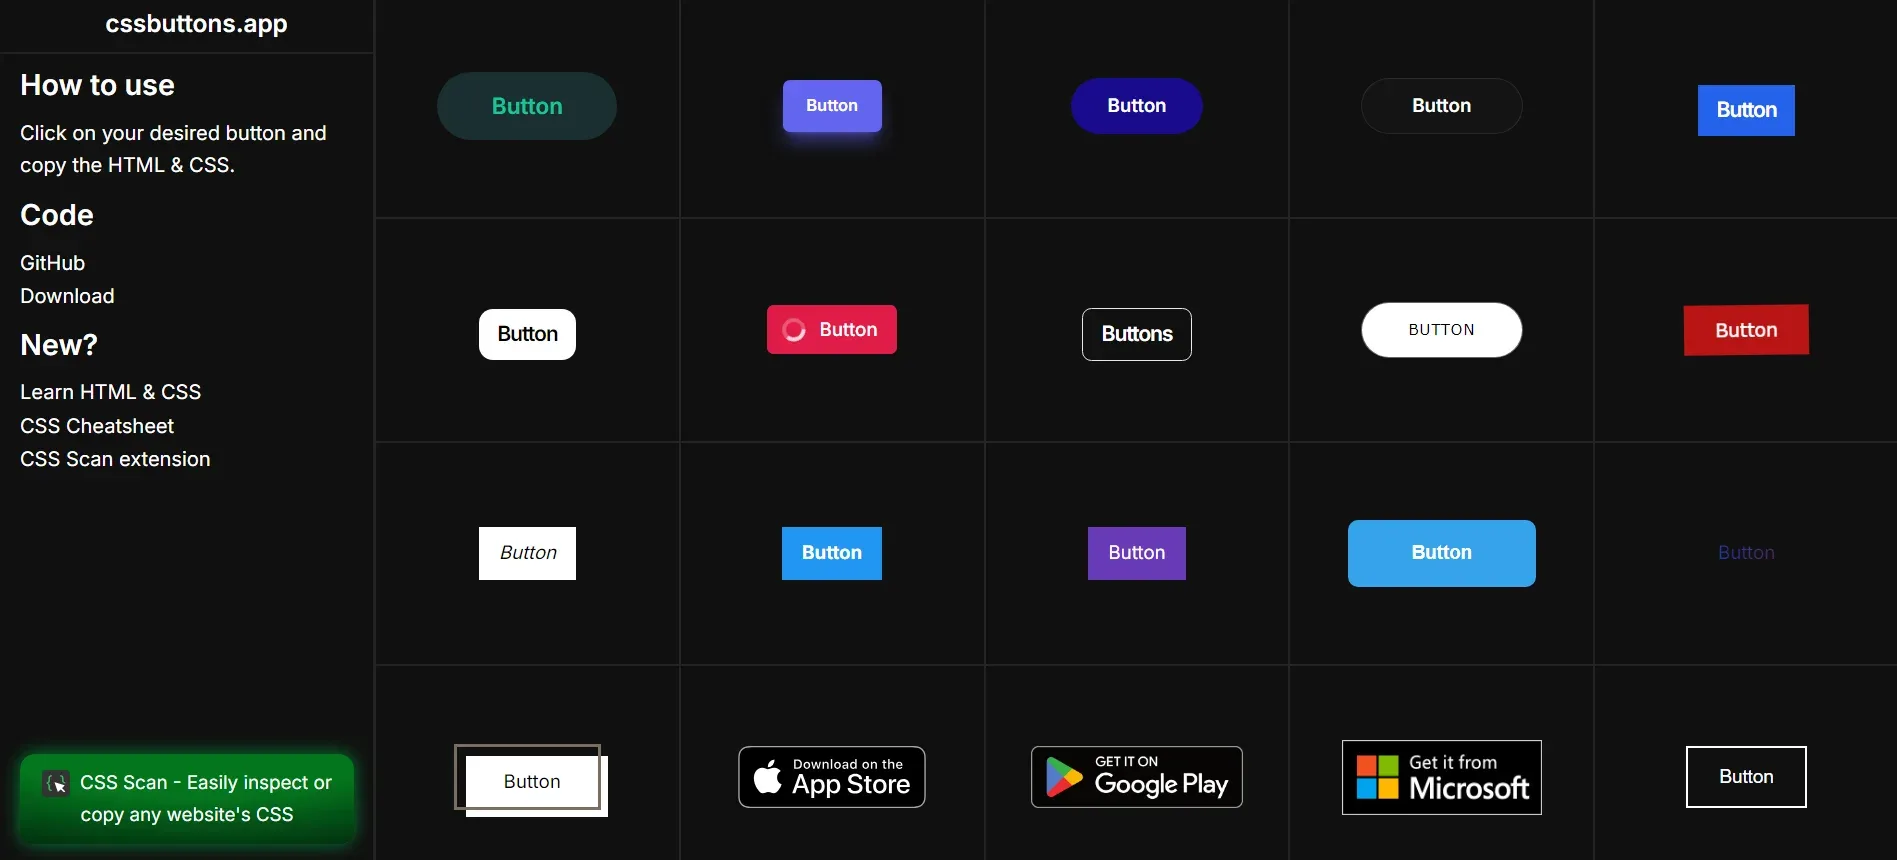 cssbuttons.app
How to use
Click on your desired button and
copy the HTML & CSS.
Code
GitHub
Download
New?
Learn HTML & CSS
CSS Cheatsheet
CSS Scan extension
{ }
CSS Scan - Easily inspect or
copy any website's CSS
Button
Button
Button
Button
Button
Button
Button
Buttons
BUTTON
Button
Button
Button
Button
Button
Button
Button
Download on the
App Store
GET IT ON
Google Play
Get it from
Microsoft
Button